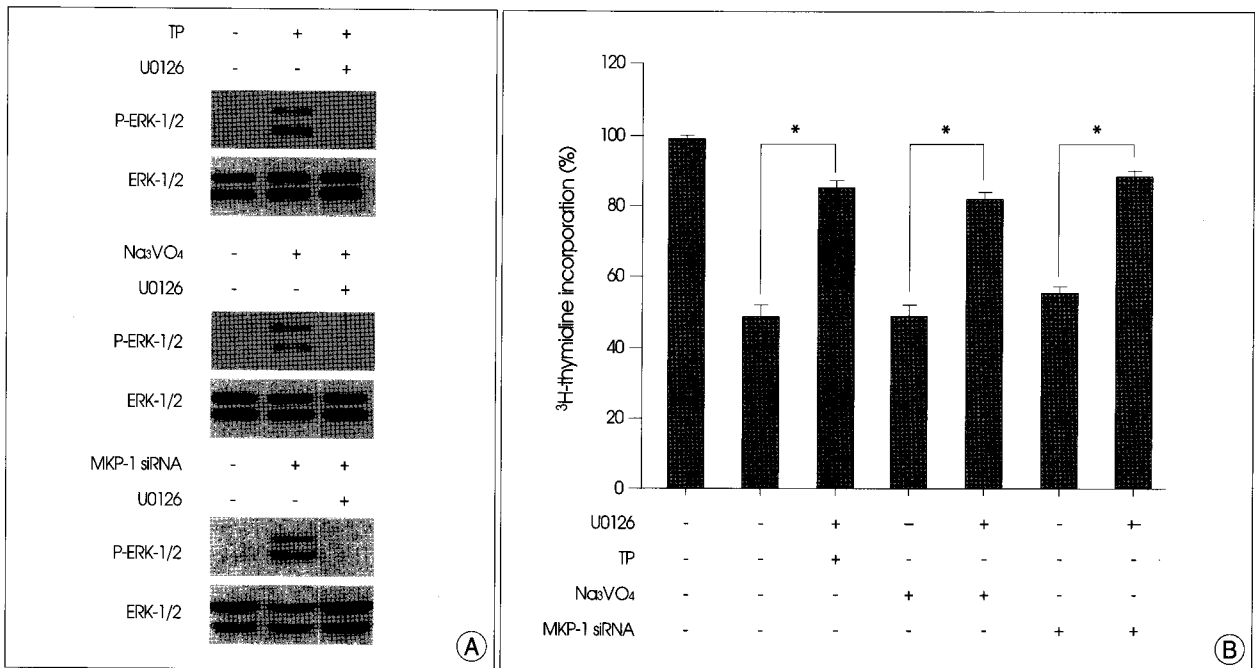 TP - + +
U0126 - - +
P-ERK-1/2
ERK-1/2
Na₃VO₄ - + +
U0126 - - +
P-ERK-1/2
ERK-1/2
MKP-1 siRNA - + +
U0126 - - +
P-ERK-1/2
ERK-1/2
A
³H-thymidine incorporation (%)
120
100
80
60
40
20
0
* * *
U0126 - - + – + - +
TP - - + - - - -
Na₃VO₄ - - - + + - -
MKP-1 siRNA - - - - - + +
B